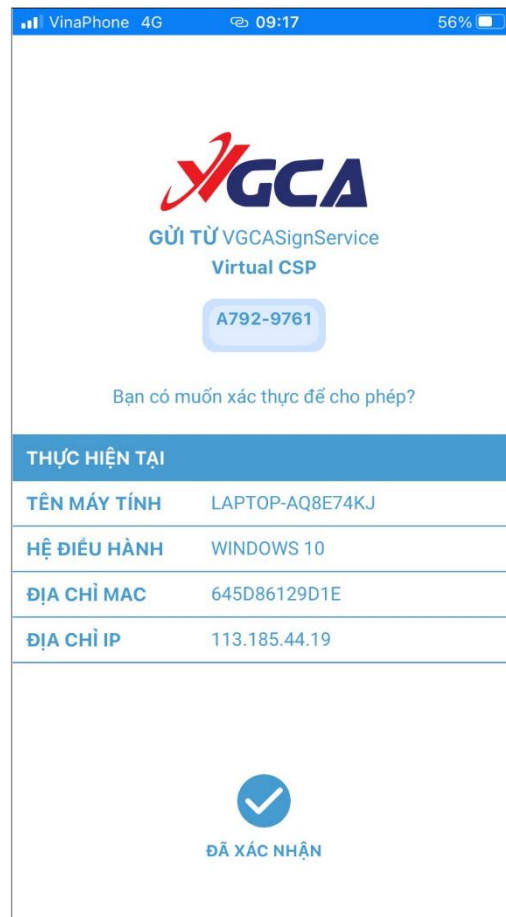 VinaPhone 4G 09:17 56%
VGCA
GỬI TỪ VGCASignService
Virtual CSP
A792-9761
Bạn có muốn xác thực để cho phép?
THỰC HIỆN TẠI
TÊN MÁY TÍNH LAPTOP-AQ8E74KJ
HỆ ĐIỀU HÀNH WINDOWS 10
ĐỊA CHỈ MAC 645D86129D1E
ĐỊA CHỈ IP 113.185.44.19
ĐÃ XÁC NHẬN